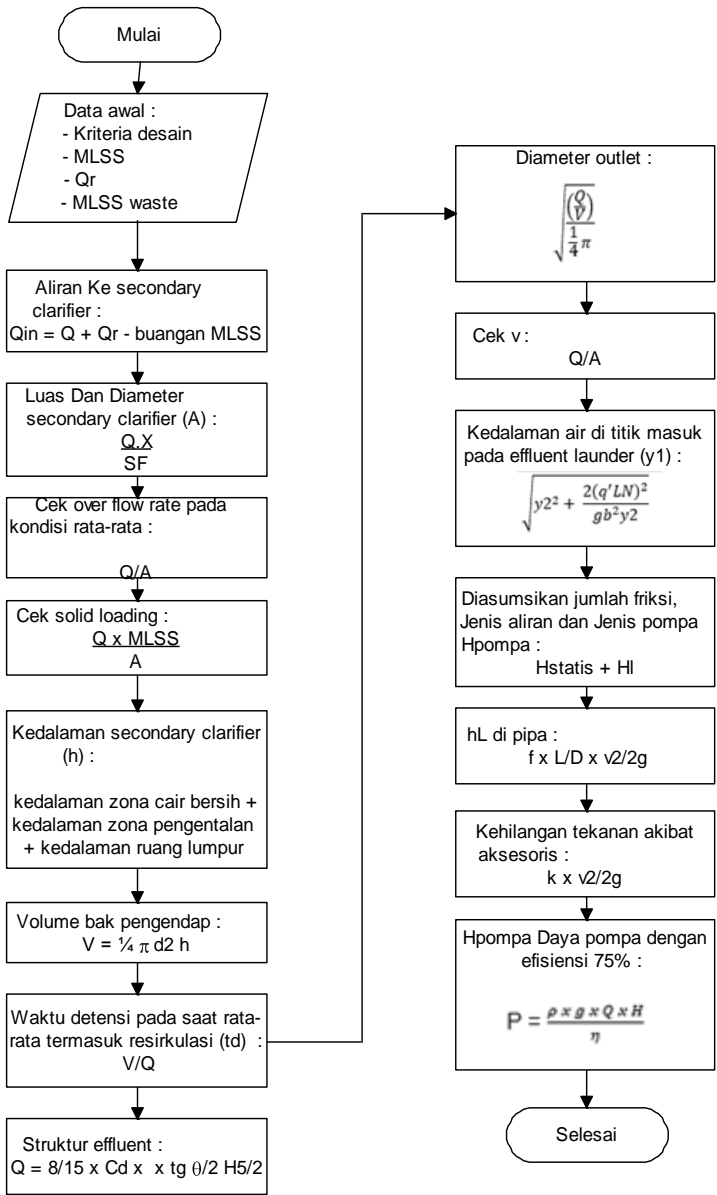 Mulai
Data awal :
- Kriteria desain
- MLSS
- Qr
- MLSS waste
Aliran Ke secondary
clarifier :
Qin = Q + Qr - buangan MLSS
Luas Dan Diameter
secondary clarifier (A) :
Q.X
SF
Cek over flow rate pada
kondisi rata-rata :
Q/A
Cek solid loading :
Q x MLSS
A
Kedalaman secondary clarifier
(h) :
kedalaman zona cair bersih +
kedalaman zona pengentalan
+ kedalaman ruang lumpur
Volume bak pengendap :
V = ¼ π d2 h
Waktu detensi pada saat rata-
rata termasuk resirkulasi (td) :
V/Q
Struktur effluent :
Q = 8/15 x Cd x x tg θ/2 H5/2
Diameter outlet :
√((Q/V)/(1/4 π))
Cek v :
Q/A
Kedalaman air di titik masuk
pada effluent launder (y1) :
√(y2² + 2(q'LN)²/gb²y2)
Diasumsikan jumlah friksi,
Jenis aliran dan Jenis pompa
Hpompa :
Hstatis + Hl
hL di pipa :
f x L/D x v2/2g
Kehilangan tekanan akibat
aksesoris :
k x v2/2g
Hpompa Daya pompa dengan
efisiensi 75% :
P = ρ x g x Q x H / η
Selesai